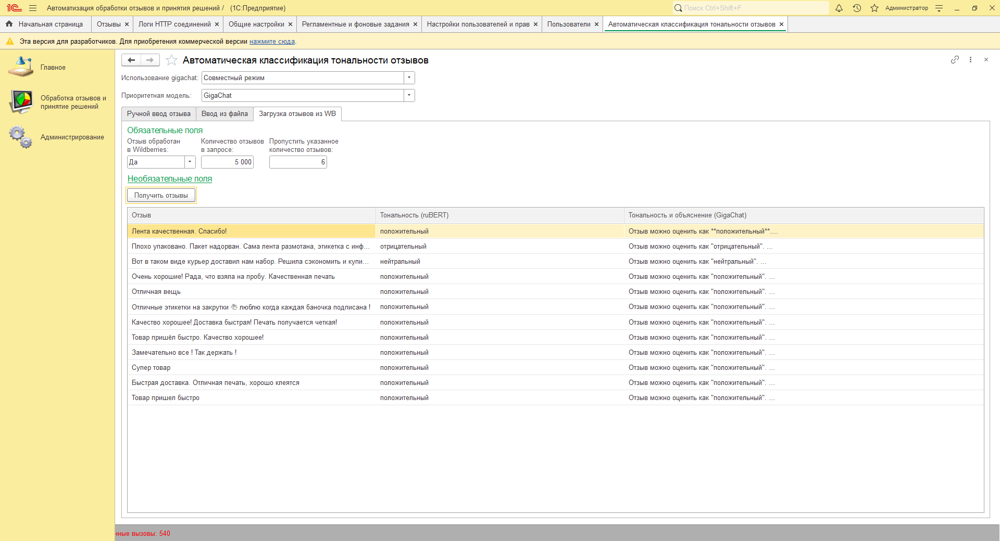 1С Автоматизация обработки отзывов и принятия решений / (1С:Предприятие) Поиск Ctrl+Shift+F Администратор
Начальная страница Отзывы Логи HTTP соединений Общие настройки Регламентные и фоновые задания Настройки пользователей и прав Пользователи Автоматическая классификация тональности отзывов
Эта версия для разработчиков. Для приобретения коммерческой версии нажмите сюда.
Главное
Обработка отзывов и
принятие решений
Администрирование
Автоматическая классификация тональности отзывов
Использование gigachat: Совместный режим
Приоритетная модель: GigaChat
Ручной ввод отзыва Ввод из файла Загрузка отзывов из WB
Обязательные поля
Отзыв обработан Количество отзывов Пропустить указанное
в Wildberries: в запросе: количество отзывов:
Да 5 000 6
Необязательные поля
Получить отзывы
Отзыв Тональность (ruBERT) Тональность и объяснение (GigaChat)
Лента качественная. Спасибо! положительный Отзыв можно оценить как **положительный**....
Плохо упаковано. Пакет надорван. Сама лента размотана, этикетка с инф... отрицательный Отзыв можно оценить как "отрицательный". ...
Вот в таком виде курьер доставил нам набор. Решила сэкономить и купи... нейтральный Отзыв можно оценить как "нейтральный". ...
Очень хорошие! Рада, что взяла на пробу. Качественная печать положительный Отзыв можно оценить как "положительный". ...
Отличная вещь положительный Отзыв можно оценить как "положительный". ...
Отличные этикетки на закрутки люблю когда каждая баночка подписана ! положительный Отзыв можно оценить как "положительный". ...
Качество хорошее! Доставка быстрая! Печать получается четкая! положительный Отзыв можно оценить как "положительный". ...
Товар пришёл быстро. Качество хорошее! положительный Отзыв можно оценить как "положительный". ...
Замечательно все ! Так держать ! положительный Отзыв можно оценить как "положительный". ...
Супер товар положительный Отзыв можно оценить как "положительный". ...
Быстрая доставка. Отличная печать, хорошо клеятся положительный Отзыв можно оценить как "положительный". ...
Товар пришел быстро положительный Отзыв можно оценить как "положительный". ...
нные вызовы: 540